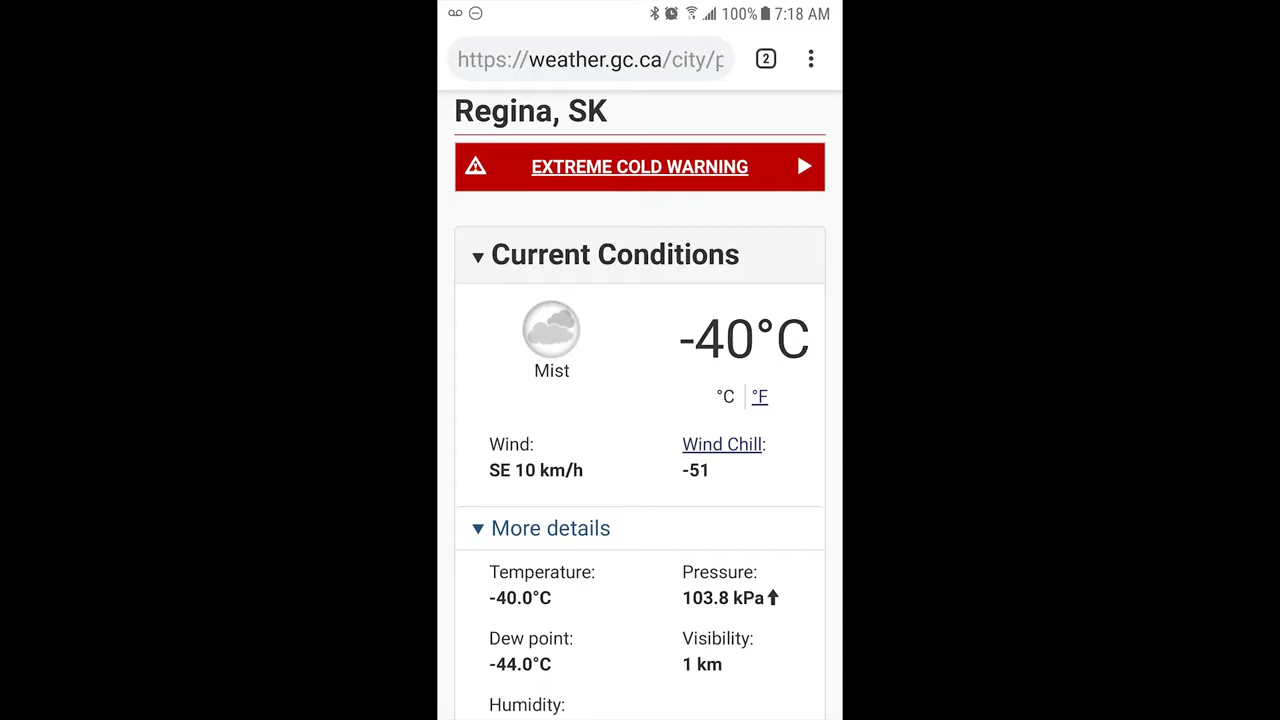 100% 7:18 AM
https://weather.gc.ca/city/p
2
Regina, SK
EXTREME COLD WARNING
Current Conditions
-40°C
Mist
°C °F
Wind: Wind Chill:
SE 10 km/h -51
More details
Temperature: Pressure:
-40.0°C 103.8 kPa
Dew point: Visibility:
-44.0°C 1 km
Humidity: